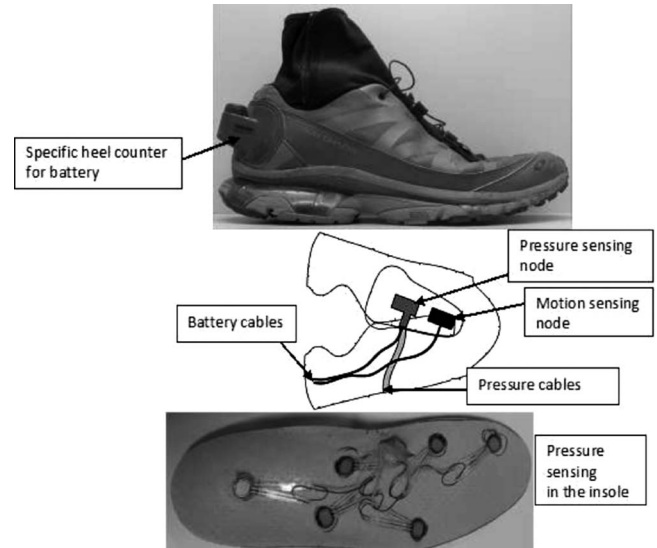 Specific heel counter
for battery
Pressure sensing
node
Motion sensing
node
Battery cables
Pressure cables
Pressure
sensing
in the insole